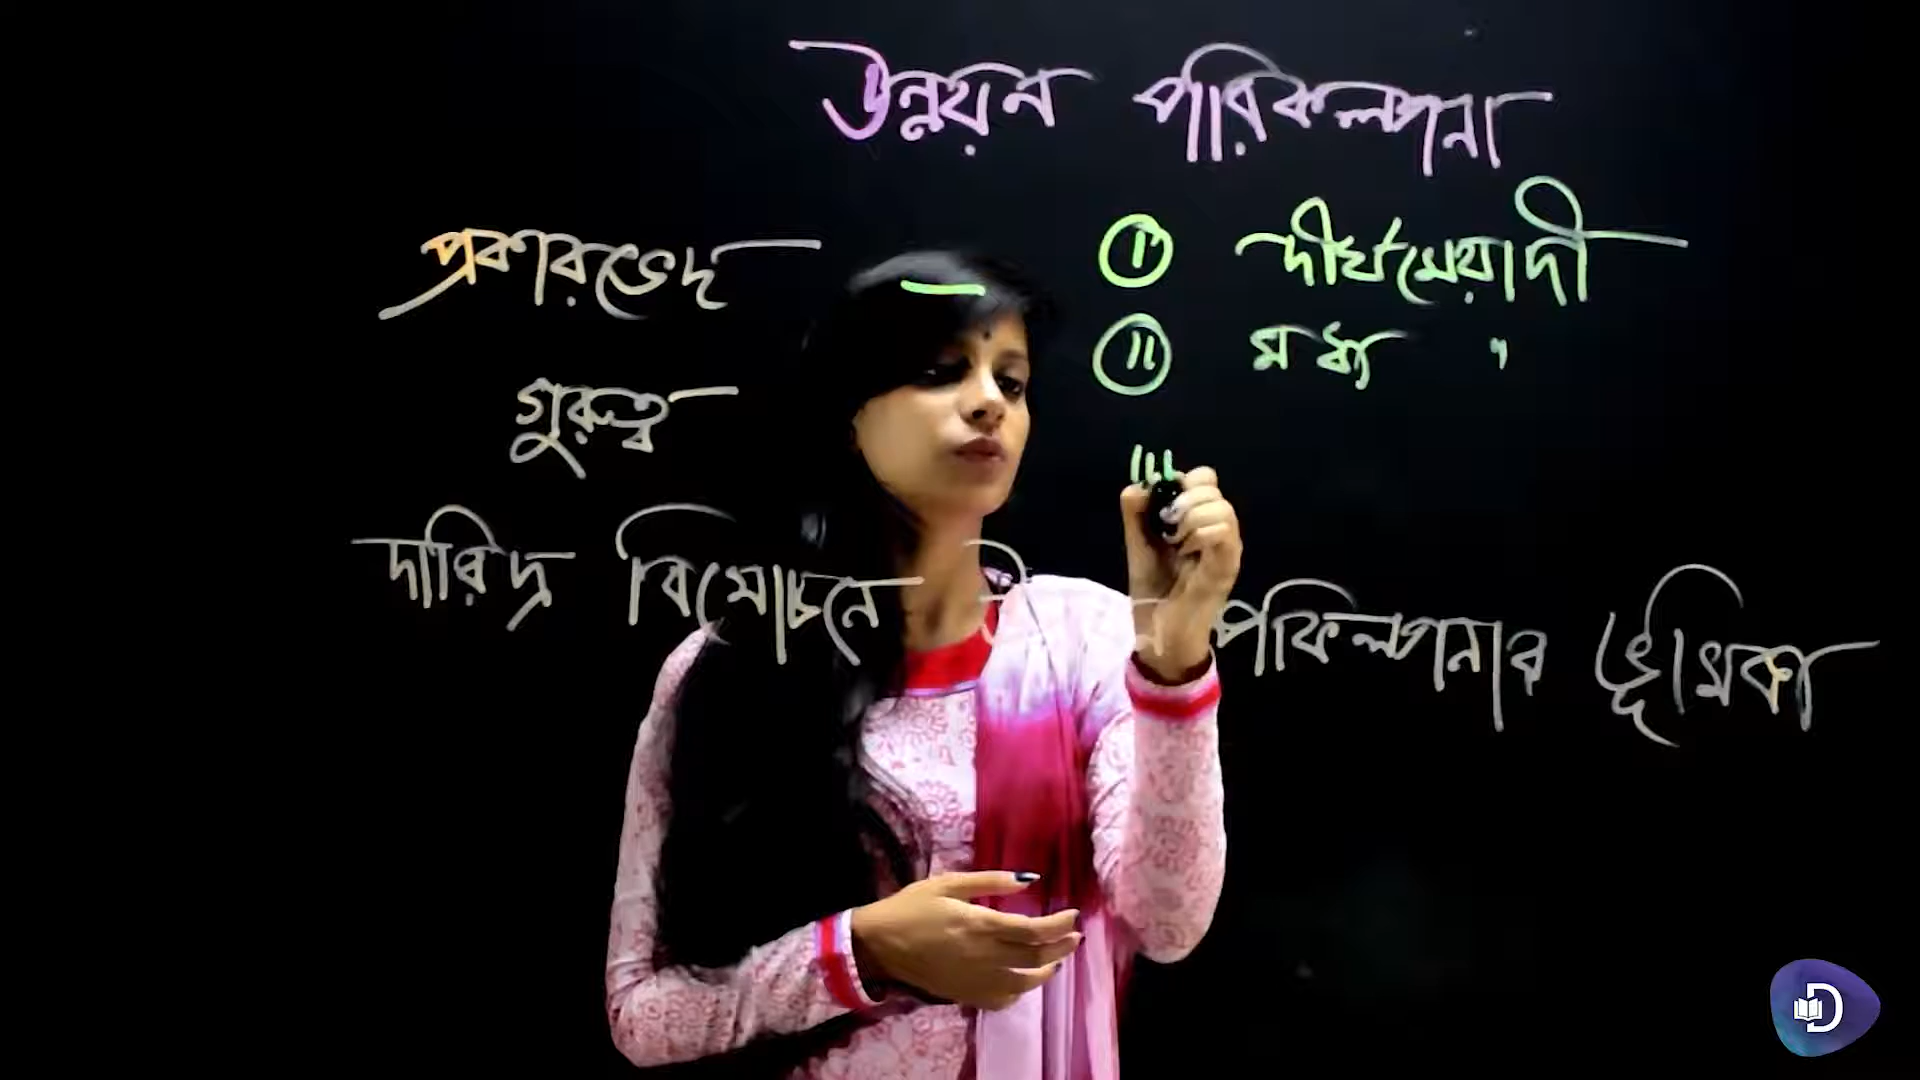 উন্নয়ন পরিকল্পনা
প্রকারভেদ — i দীর্ঘমেয়াদী
ii মধ্য "
iii
গুরুত্ব
দারিদ্র বিমোচনে পরিকল্পনার ভূমিকা
D